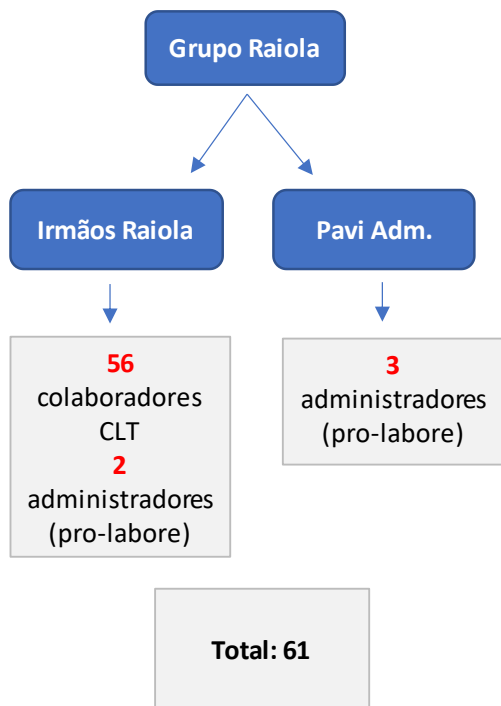 Grupo Raiola
Irmãos Raiola
Pavi Adm.
56
colaboradores
CLT
2
administradores
(pro-labore)
3
administradores
(pro-labore)
Total: 61